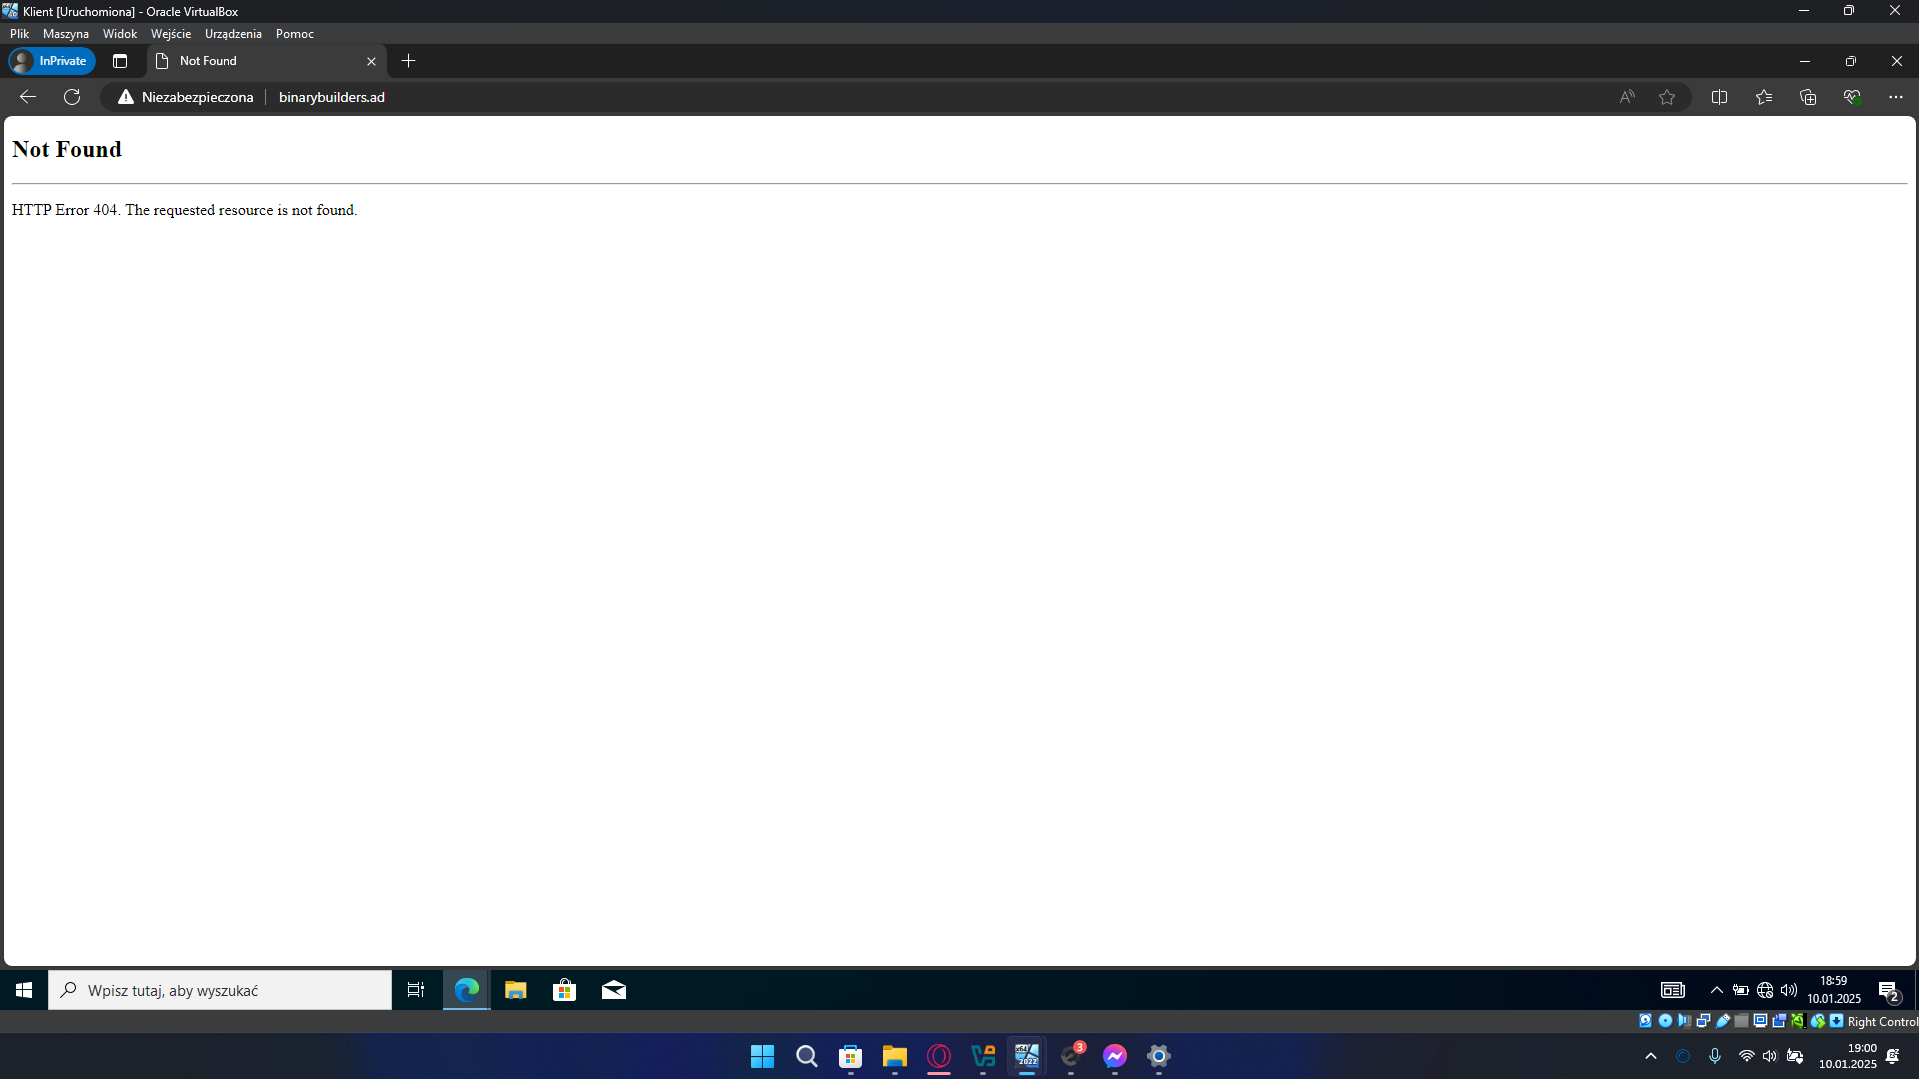 Klient [Uruchomiona] - Oracle VirtualBox
Plik Maszyna Widok Wejście Urządzenia Pomoc
InPrivate Not Found
Niezabezpieczona binarybuilders.ad
Not Found
HTTP Error 404. The requested resource is not found.
Wpisz tutaj, aby wyszukać
18:59
10.01.2025
2
Right Control
2022
3
19:00
10.01.2025